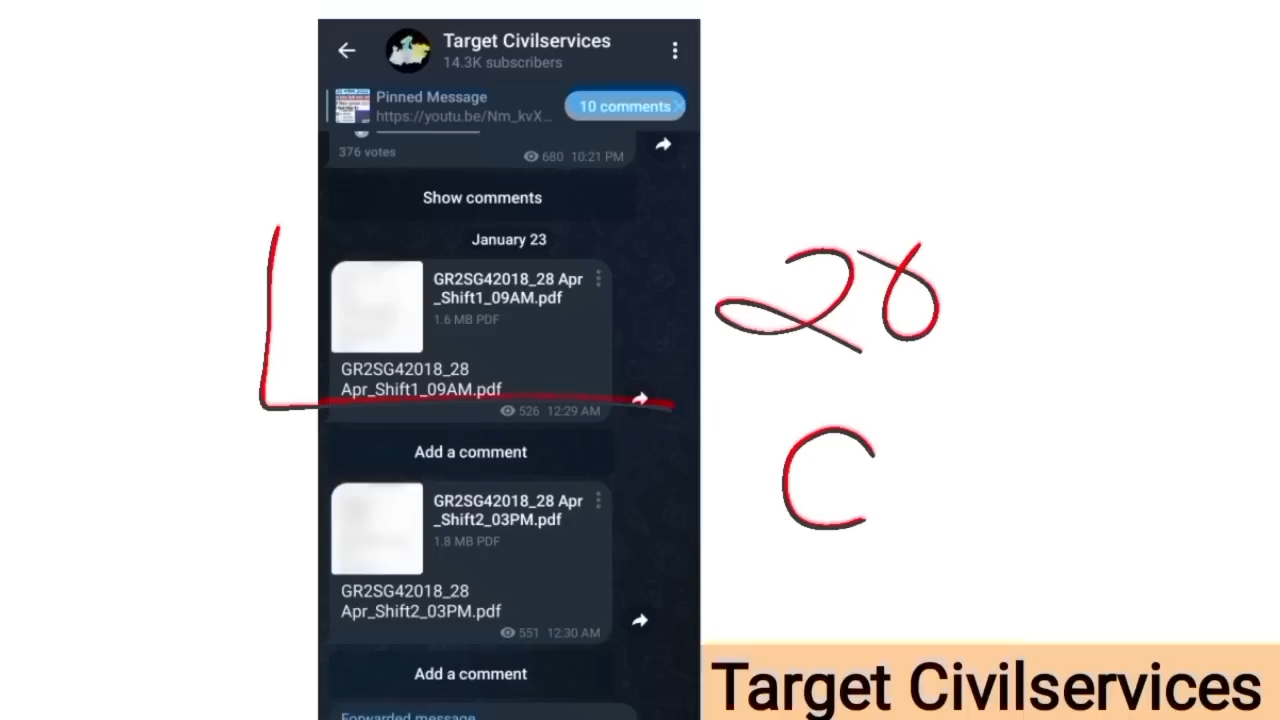 Target Civilservices
14.3K subscribers
Pinned Message
https://youtu.be/Nm_kvX...
10 comments
376 votes
680 10:21 PM
Show comments
January 23
GR2SG42018_28 Apr
_Shift1_09AM.pdf
1.6 MB PDF
GR2SG42018_28
Apr_Shift1_09AM.pdf
526 12:29 AM
Add a comment
GR2SG42018_28 Apr
_Shift2_03PM.pdf
1.8 MB PDF
GR2SG42018_28
Apr_Shift2_03PM.pdf
551 12:30 AM
Add a comment
Forwarded message
28
C
Target Civilservices